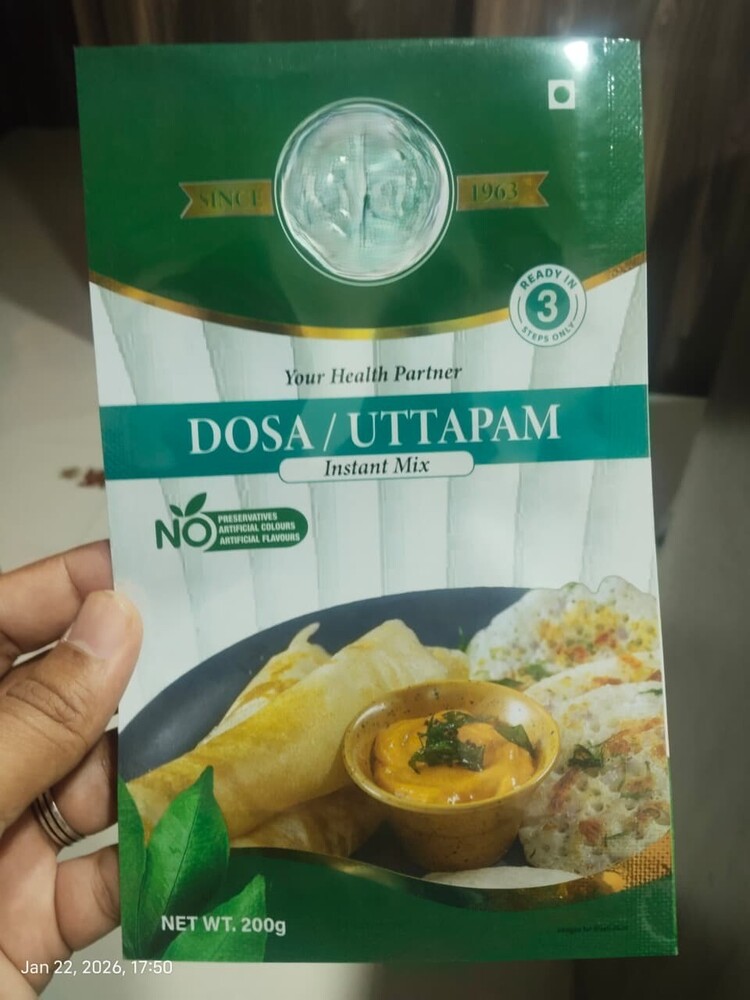 SINCE 1963
READY IN
3
STEPS ONLY
Your Health Partner
DOSA / UTTAPAM
Instant Mix
NO PRESERVATIVES
ARTIFICIAL COLOURS
ARTIFICIAL FLAVOURS
NET WT. 200g
Jan 22, 2026, 17:50